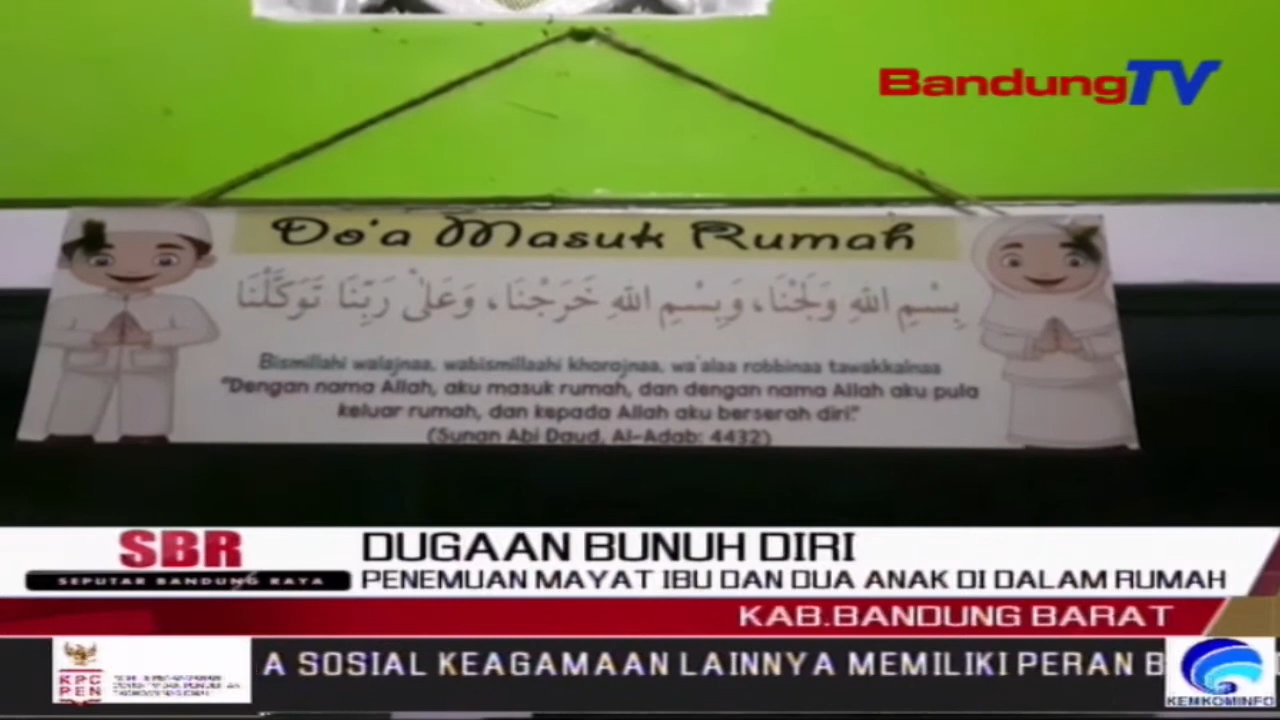 BandungTV
Do'a Masuk Rumah
بِسْمِ اللهِ وَلَجْنَا، وَبِسْمِ اللهِ خَرَجْنَا، وَعَلَى رَبِّنَا تَوَكَّلْنَا
Bismillahi walajnaa, wabismillaahi kharajnaa, wa'alaa robbinaa tawakkalnaa
"Dengan nama Allah, aku masuk rumah, dan dengan nama Allah aku pula
keluar rumah, dan kepada Allah aku berserah diri."
(Sunan Abi Daud, Al-Adab: 4432)
SBR
SEPUTAR BANDUNG RAYA
DUGAAN BUNUH DIRI
PENEMUAN MAYAT IBU DAN DUA ANAK DI DALAM RUMAH
KAB.BANDUNG BARAT
KPC
PEN
A SOSIAL KEAGAMAAN LAINNYA MEMILIKI PERAN B
KEMKOMINFO